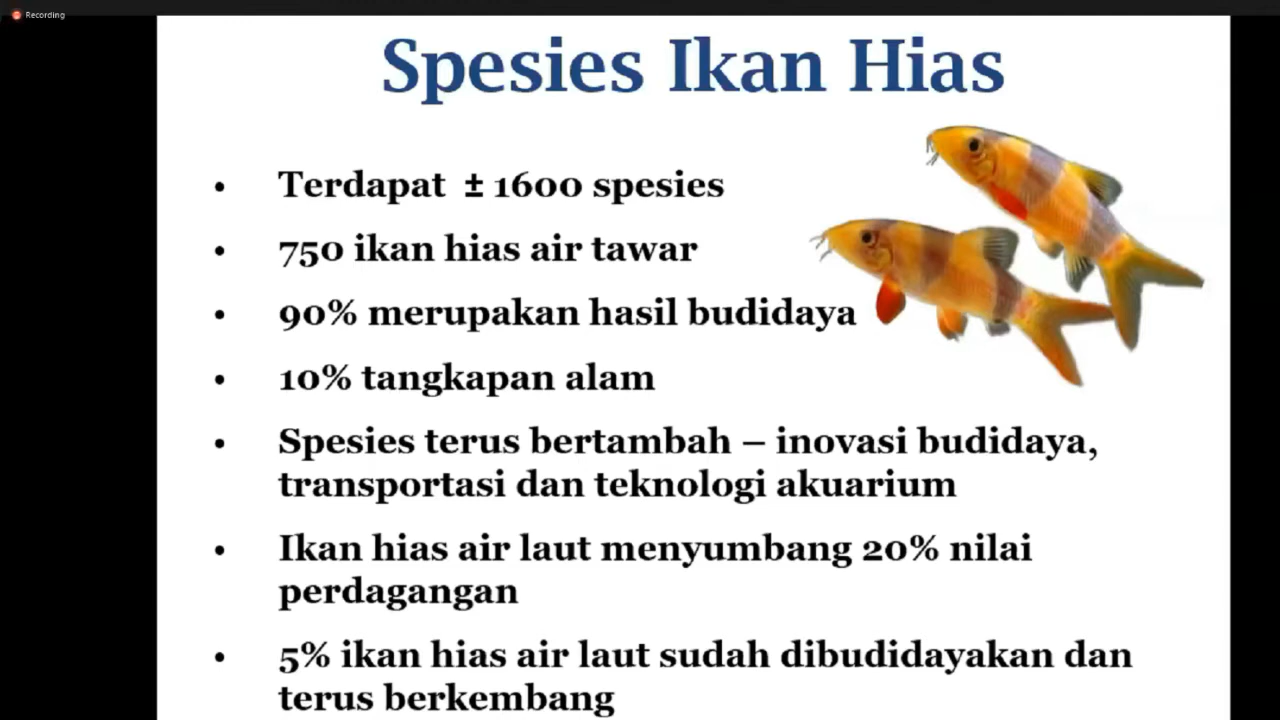 Recording
Spesies Ikan Hias
• Terdapat ± 1600 spesies
• 750 ikan hias air tawar
• 90% merupakan hasil budidaya
• 10% tangkapan alam
• Spesies terus bertambah – inovasi budidaya,
transportasi dan teknologi akuarium
• Ikan hias air laut menyumbang 20% nilai
perdagangan
• 5% ikan hias air laut sudah dibudidayakan dan
terus berkembang